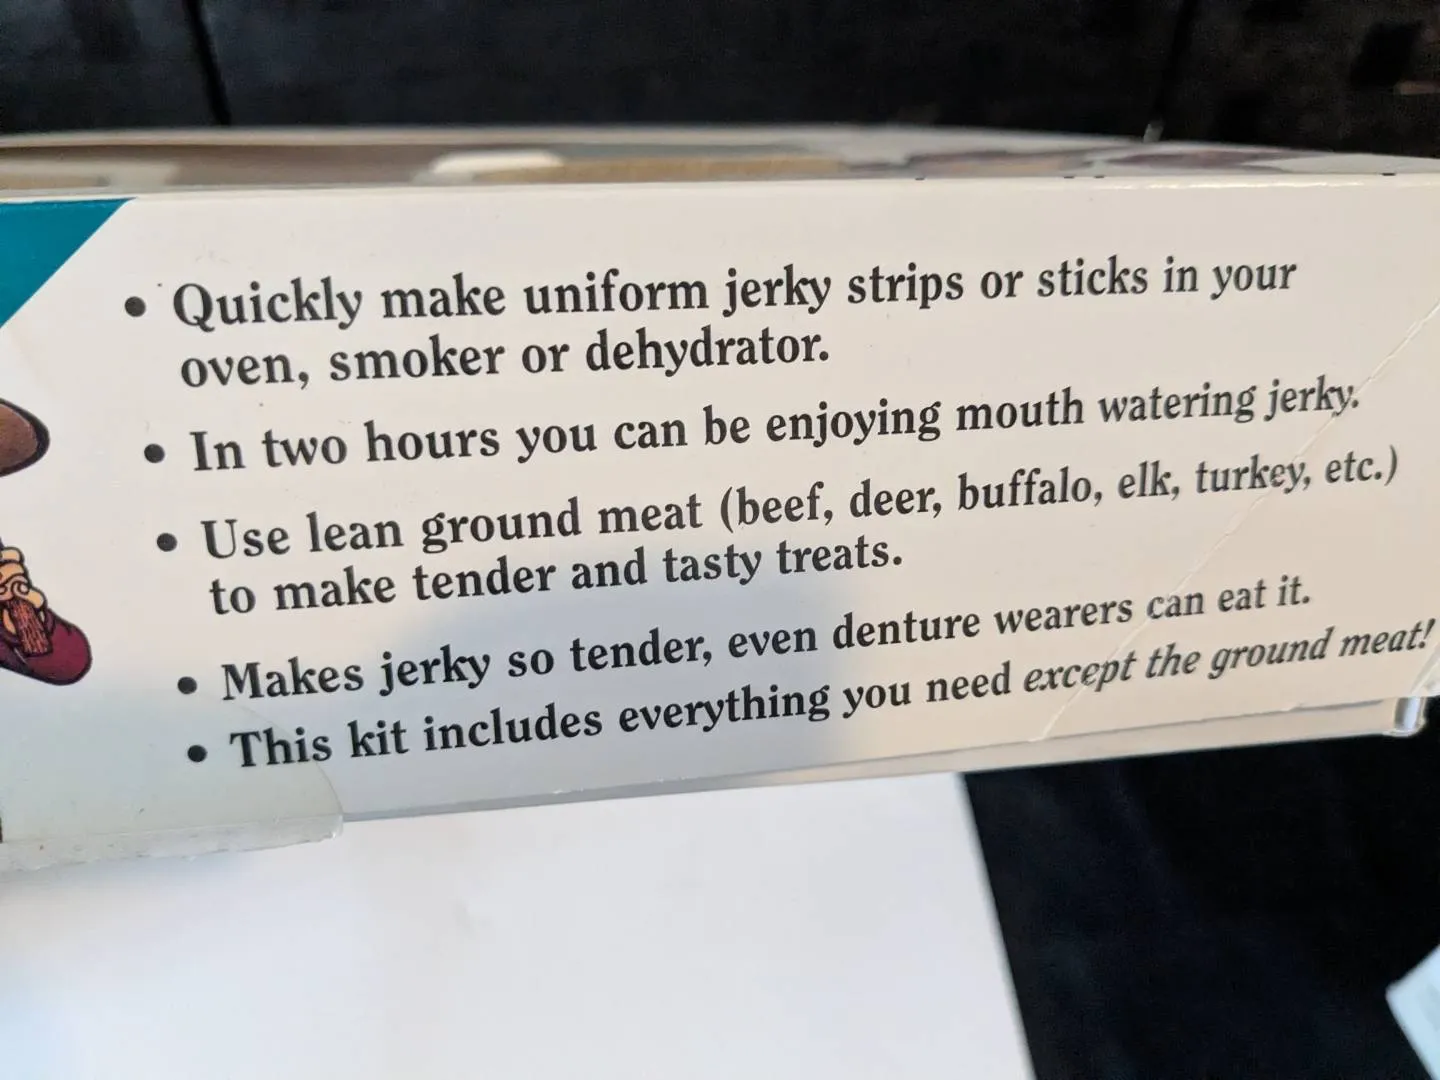 • Quickly make uniform jerky strips or sticks in your
oven, smoker or dehydrator.
• In two hours you can be enjoying mouth watering jerky.
• Use lean ground meat (beef, deer, buffalo, elk, turkey, etc.)
to make tender and tasty treats.
• Makes jerky so tender, even denture wearers can eat it.
• This kit includes everything you need except the ground meat!